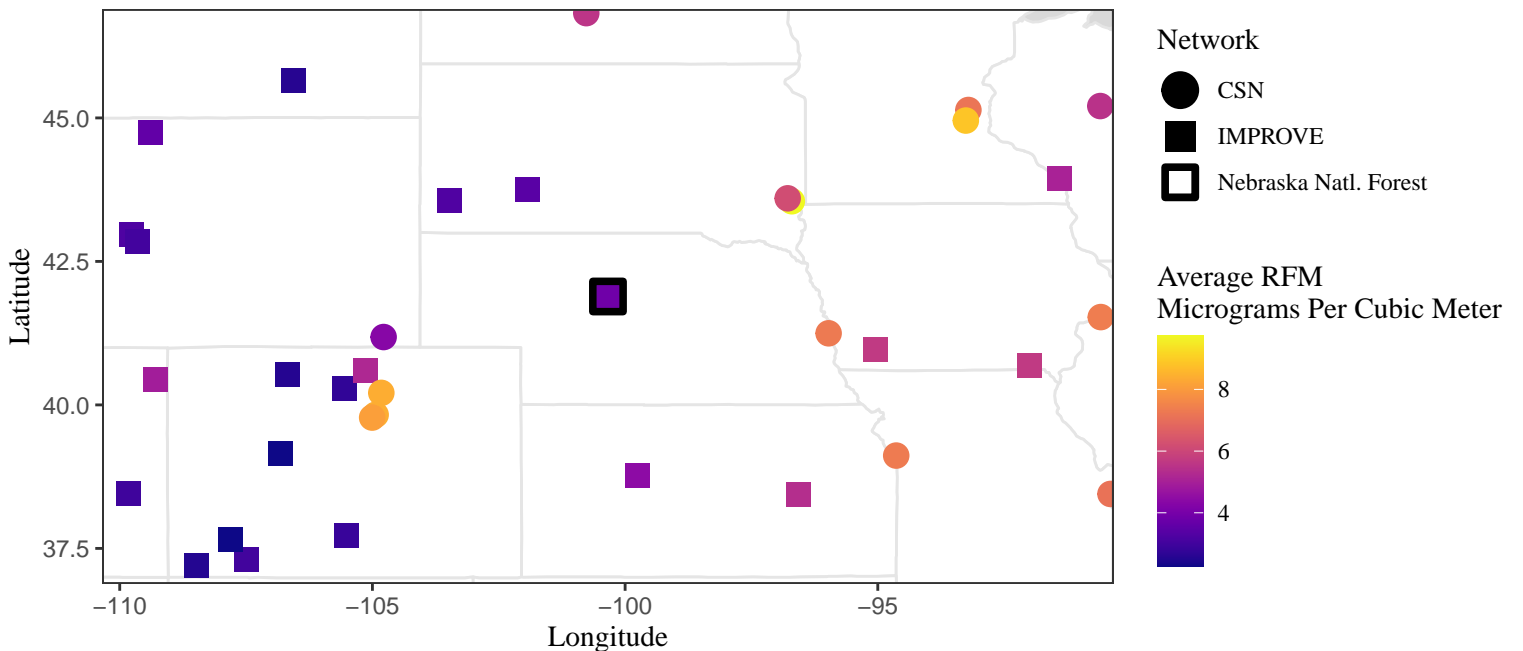 45.0
42.5
40.0
37.5
Latitude
−110
−105
−100
−95
Longitude
Network
CSN
IMPROVE
Nebraska Natl. Forest
Average RFM
Micrograms Per Cubic Meter
8
6
4